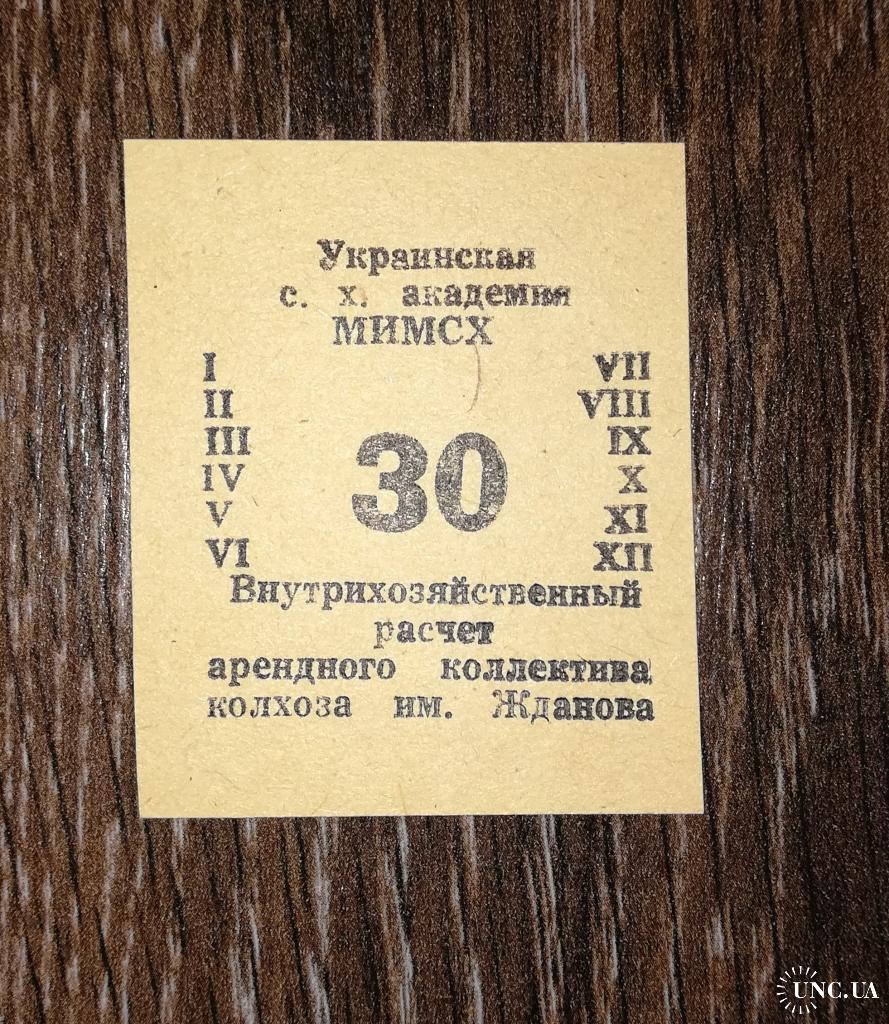 Украинская
с. х. академия
МИМСХ
I VII
II VIII
III IX
IV X
V XI
VI XII
30
Внутрихозяйственный
расчет
арендного коллектива
колхоза им. Жданова
UNC.UA